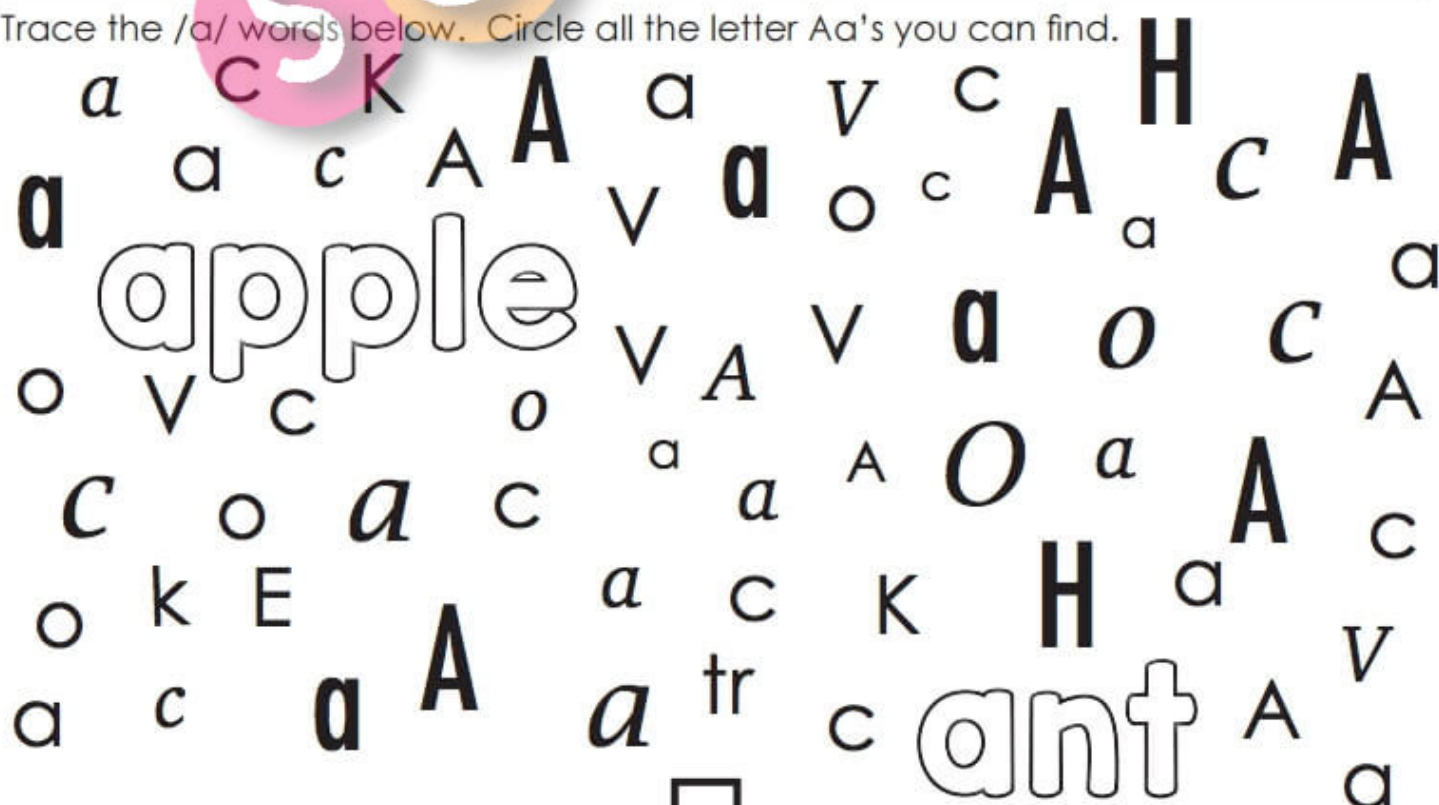 Trace the /a/ words below. Circle all the letter Aa's you can find.
S
a c K A a V c H A
a a c A V a o c A a c a
apple
o V c o V A V a o c A
c o a c a a A O a A c
o k E A a c K H a V
a c a a tr c ant A a